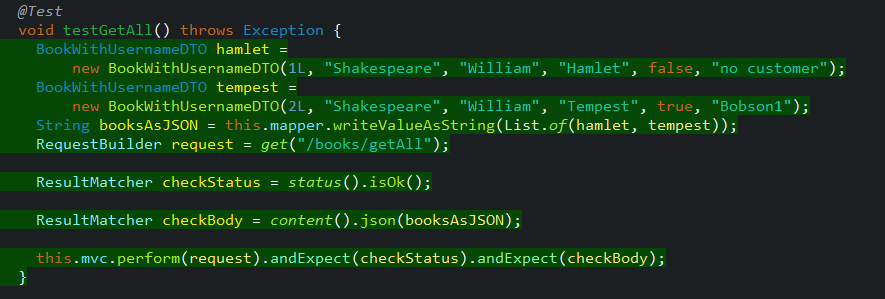 @Test
void testGetAll() throws Exception {
BookWithUsernameDTO hamlet =
new BookWithUsernameDTO(1L, "Shakespeare", "William", "Hamlet", false, "no customer");
BookWithUsernameDTO tempest =
new BookWithUsernameDTO(2L, "Shakespeare", "William", "Tempest", true, "Bobson1");
String booksAsJSON = this.mapper.writeValueAsString(List.of(hamlet, tempest));
RequestBuilder request = get("/books/getAll");
ResultMatcher checkStatus = status().isOk();
ResultMatcher checkBody = content().json(booksAsJSON);
this.mvc.perform(request).andExpect(checkStatus).andExpect(checkBody);
}